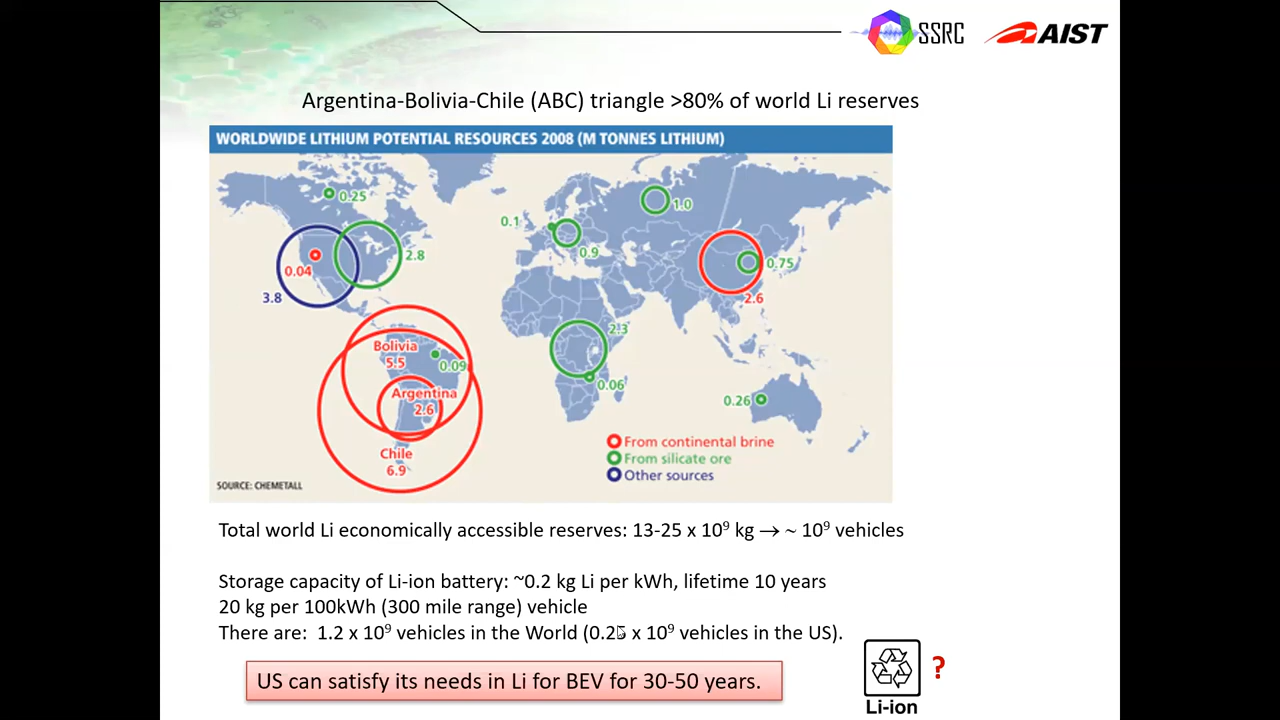 SSRC
AIST
Argentina-Bolivia-Chile (ABC) triangle >80% of world Li reserves
WORLDWIDE LITHIUM POTENTIAL RESOURCES 2008 (M TONNES LITHIUM)
0.25
1.0
0.1
2.8
0.9
0.75
0.04
3.8
2.6
2.3
Bolivia
5.5
0.09
0.06
Argentina
2.6
0.26
Chile
6.9
From continental brine
From silicate ore
Other sources
SOURCE: CHEMETALL
Total world Li economically accessible reserves: 13-25 x 10⁹ kg → ~ 10⁹ vehicles
Storage capacity of Li-ion battery: ~0.2 kg Li per kWh, lifetime 10 years
20 kg per 100kWh (300 mile range) vehicle
There are: 1.2 x 10⁹ vehicles in the World (0.25 x 10⁹ vehicles in the US).
US can satisfy its needs in Li for BEV for 30-50 years.
?
Li-ion